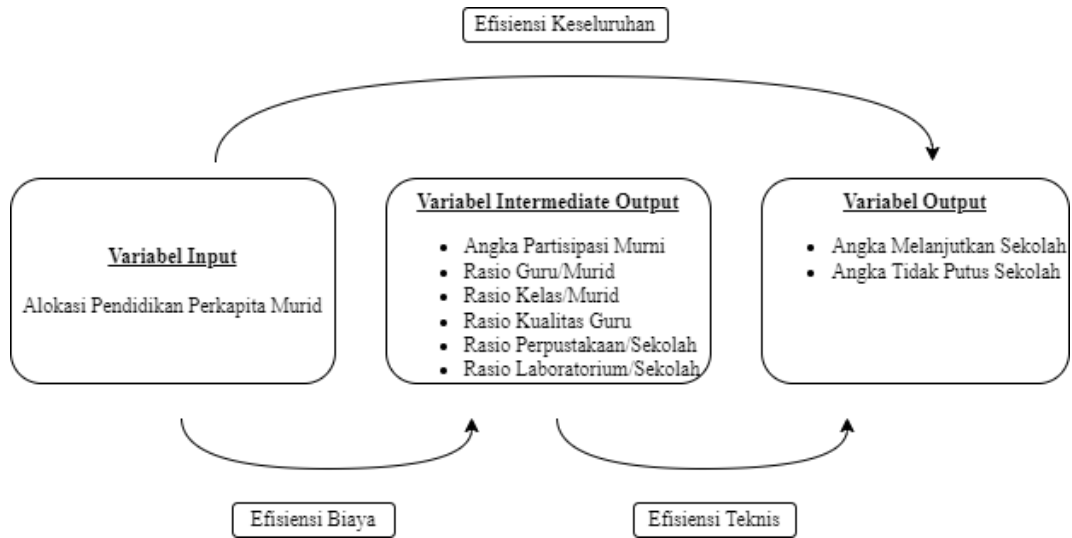 Efisiensi Keseluruhan
Variabel Input
Alokasi Pendidikan Perkapita Murid
Variabel Intermediate Output
Angka Partisipasi Murni
Rasio Guru/Murid
Rasio Kelas/Murid
Rasio Kualitas Guru
Rasio Perpustakaan/Sekolah
Rasio Laboratorium/Sekolah
Variabel Output
Angka Melanjutkan Sekolah
Angka Tidak Putus Sekolah
Efisiensi Biaya
Efisiensi Teknis